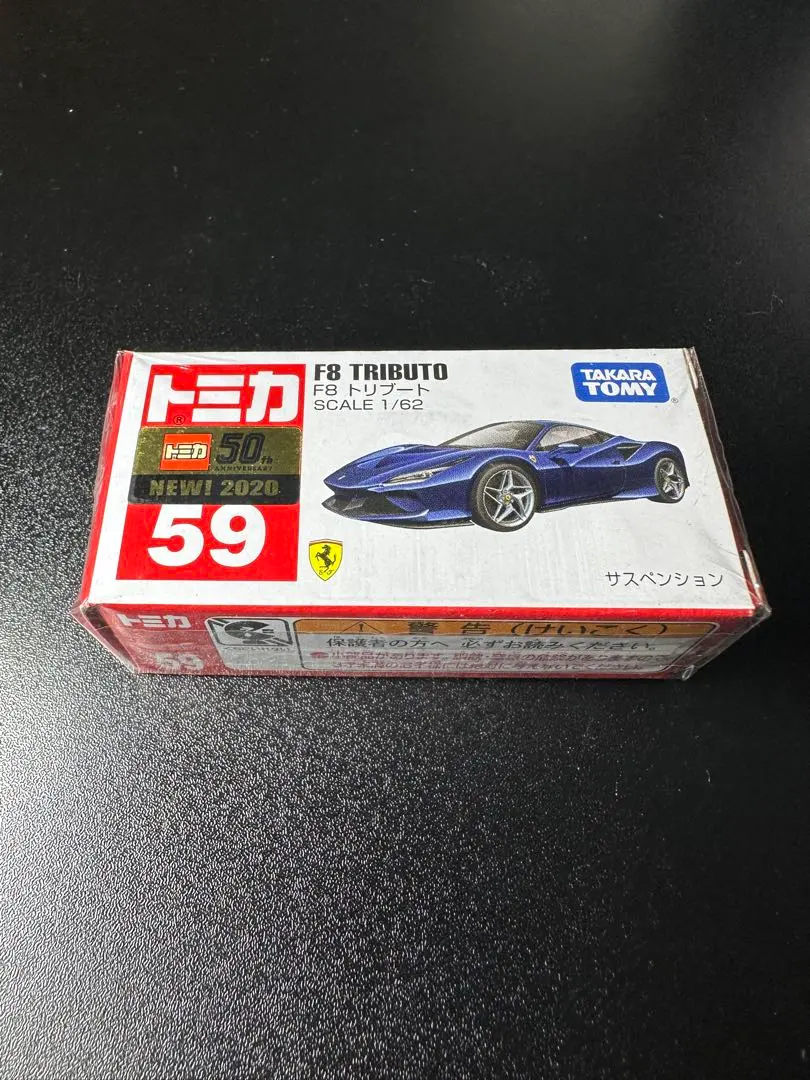 F8 TRIBUTO
F8 トリブート
SCALE 1/62
TAKARA
TOMY
®
トミカ
®
トミカ 50th
ANNIVERSARY
NEW! 2020
59
サスペンション
トミカ
59
警告 (けいこく)
保護者の方へ 必ずお読みください。